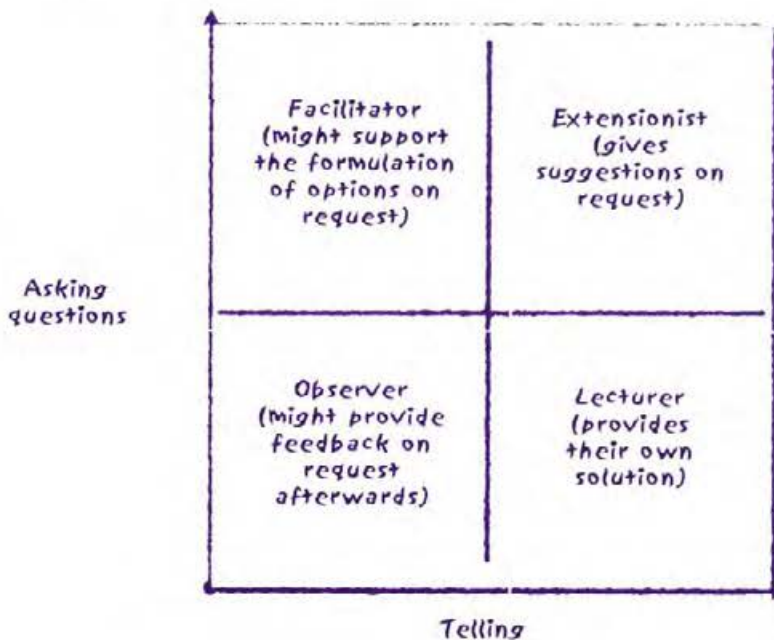 Facilitator
(might support
the formulation
of options on
request)
Extensionist
(gives
suggestions on
request)
Asking
questions
Observer
(might provide
feedback on
request
afterwards)
Lecturer
(provides
their own
solution)
Telling